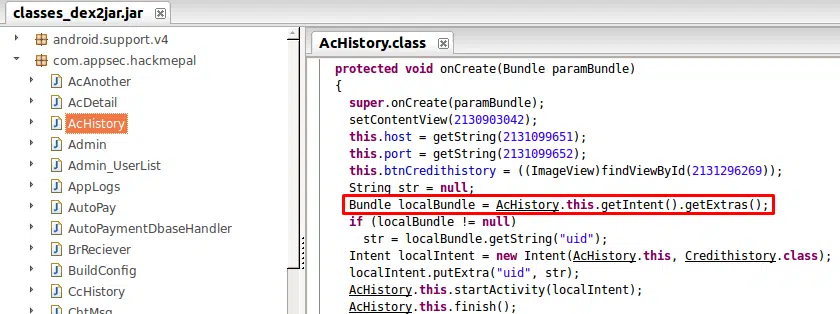 classes_dex2jar.jar
android.support.v4
com.appsec.hackmepal
AcAnother
AcDetail
AcHistory
Admin
Admin_UserList
AppLogs
AutoPay
AutoPaymentDbaseHandler
BrReciever
BuildConfig
CcHistory
ChtMsg
AcHistory.class
protected void onCreate(Bundle paramBundle)
{
super.onCreate(paramBundle);
setContentView(2130903042);
this.host = getString(2131099651);
this.port = getString(2131099652);
this.btnCredithistory = ((ImageView)findViewById(2131296269));
String str = null;
Bundle localBundle = AcHistory.this.getIntent().getExtras();
if (localBundle != null)
str = localBundle.getString("uid");
Intent localIntent = new Intent(AcHistory.this, Credithistory.class);
localIntent.putExtra("uid", str);
AcHistory.this.startActivity(localIntent);
AcHistory.this.finish();